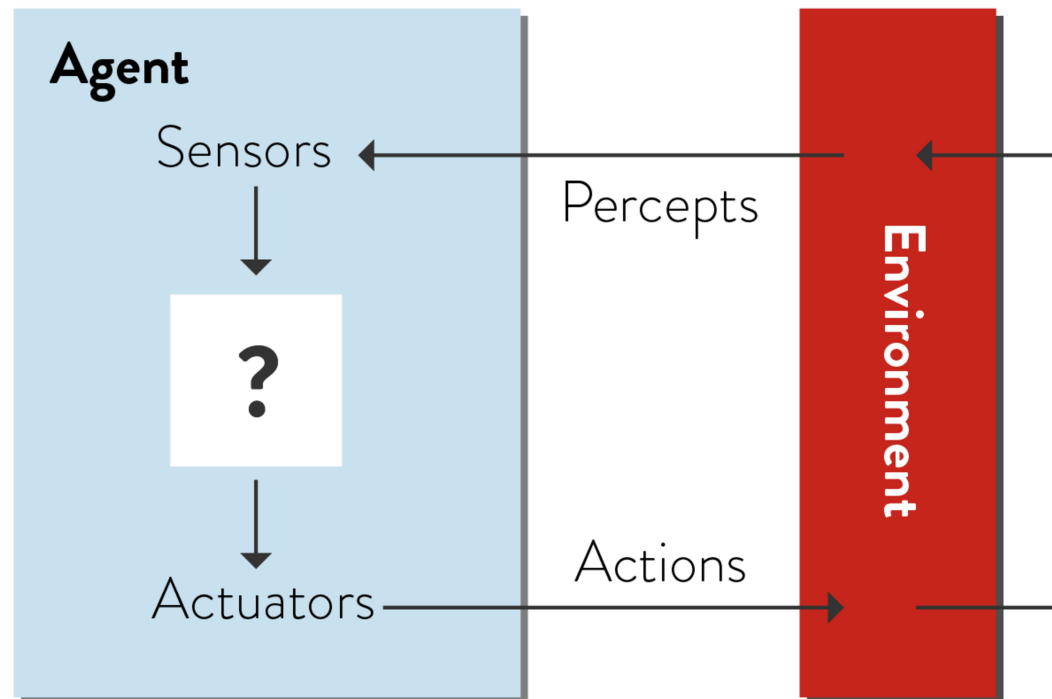 Agent
Sensors
Percepts
Environment
?
Actions
Actuators